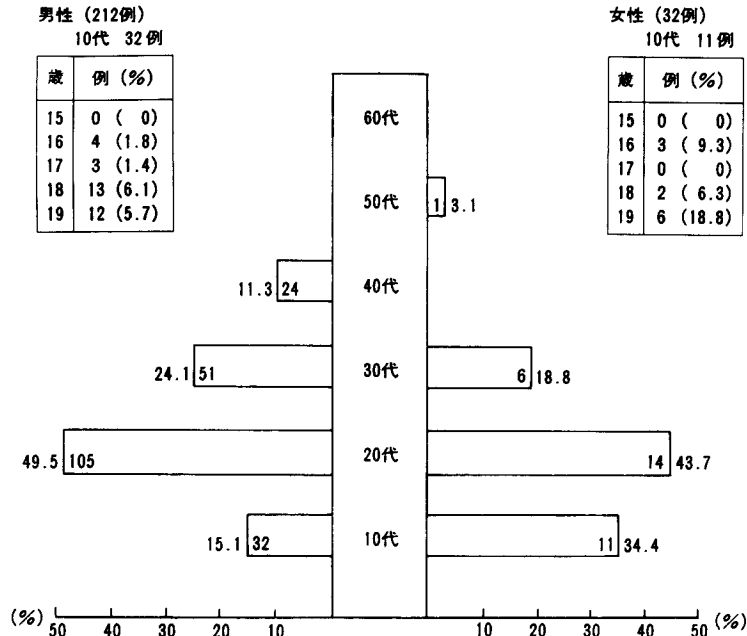 男性 (212例)
10代 32例
歳 例 (%)
15 0 ( 0)
16 4 (1.8)
17 3 (1.4)
18 13 (6.1)
19 12 (5.7)
女性 (32例)
10代 11例
歳 例 (%)
15 0 ( 0)
16 3 ( 9.3)
17 0 ( 0)
18 2 ( 6.3)
19 6 (18.8)
60代
50代 1 3.1
11.3 24 40代
24.1 51 30代 6 18.8
49.5 105 20代 14 43.7
15.1 32 10代 11 34.4
(%) 50 40 30 20 10 10 20 30 40 50 (%)